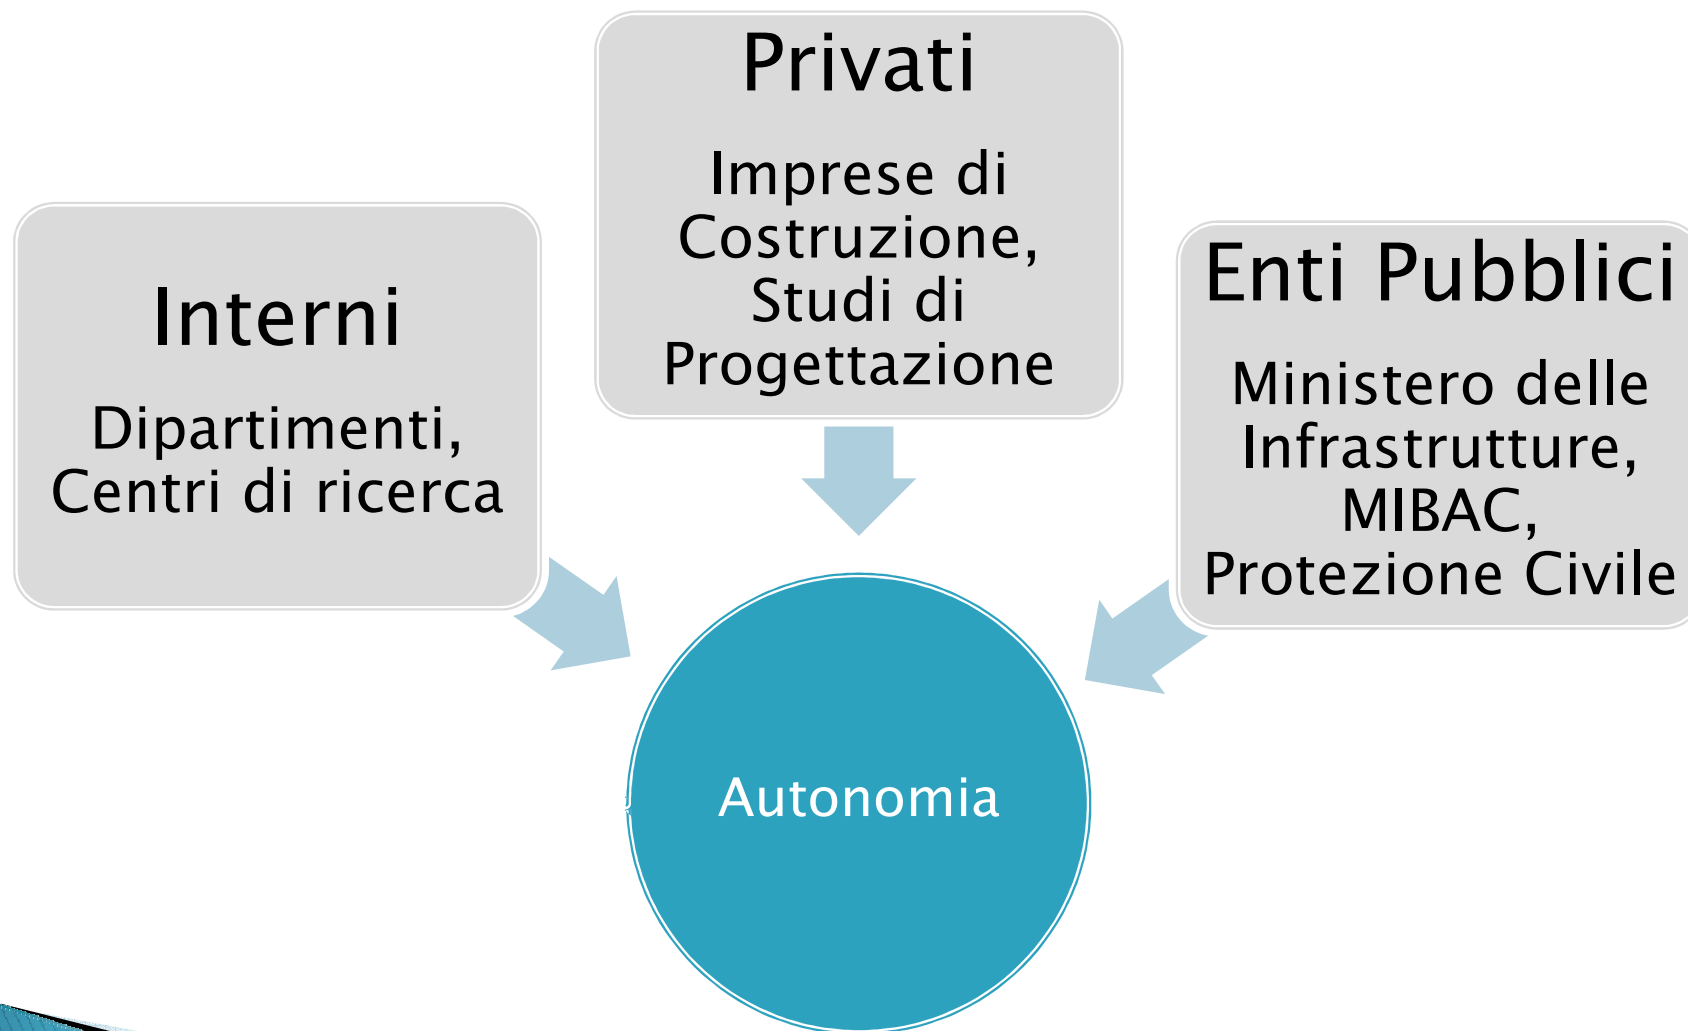 Interni
Dipartimenti,
Centri di ricerca
Privati
Imprese di
Costruzione,
Studi di
Progettazione
Enti Pubblici
Ministero delle
Infrastrutture,
MIBAC,
Protezione Civile
Autonomia